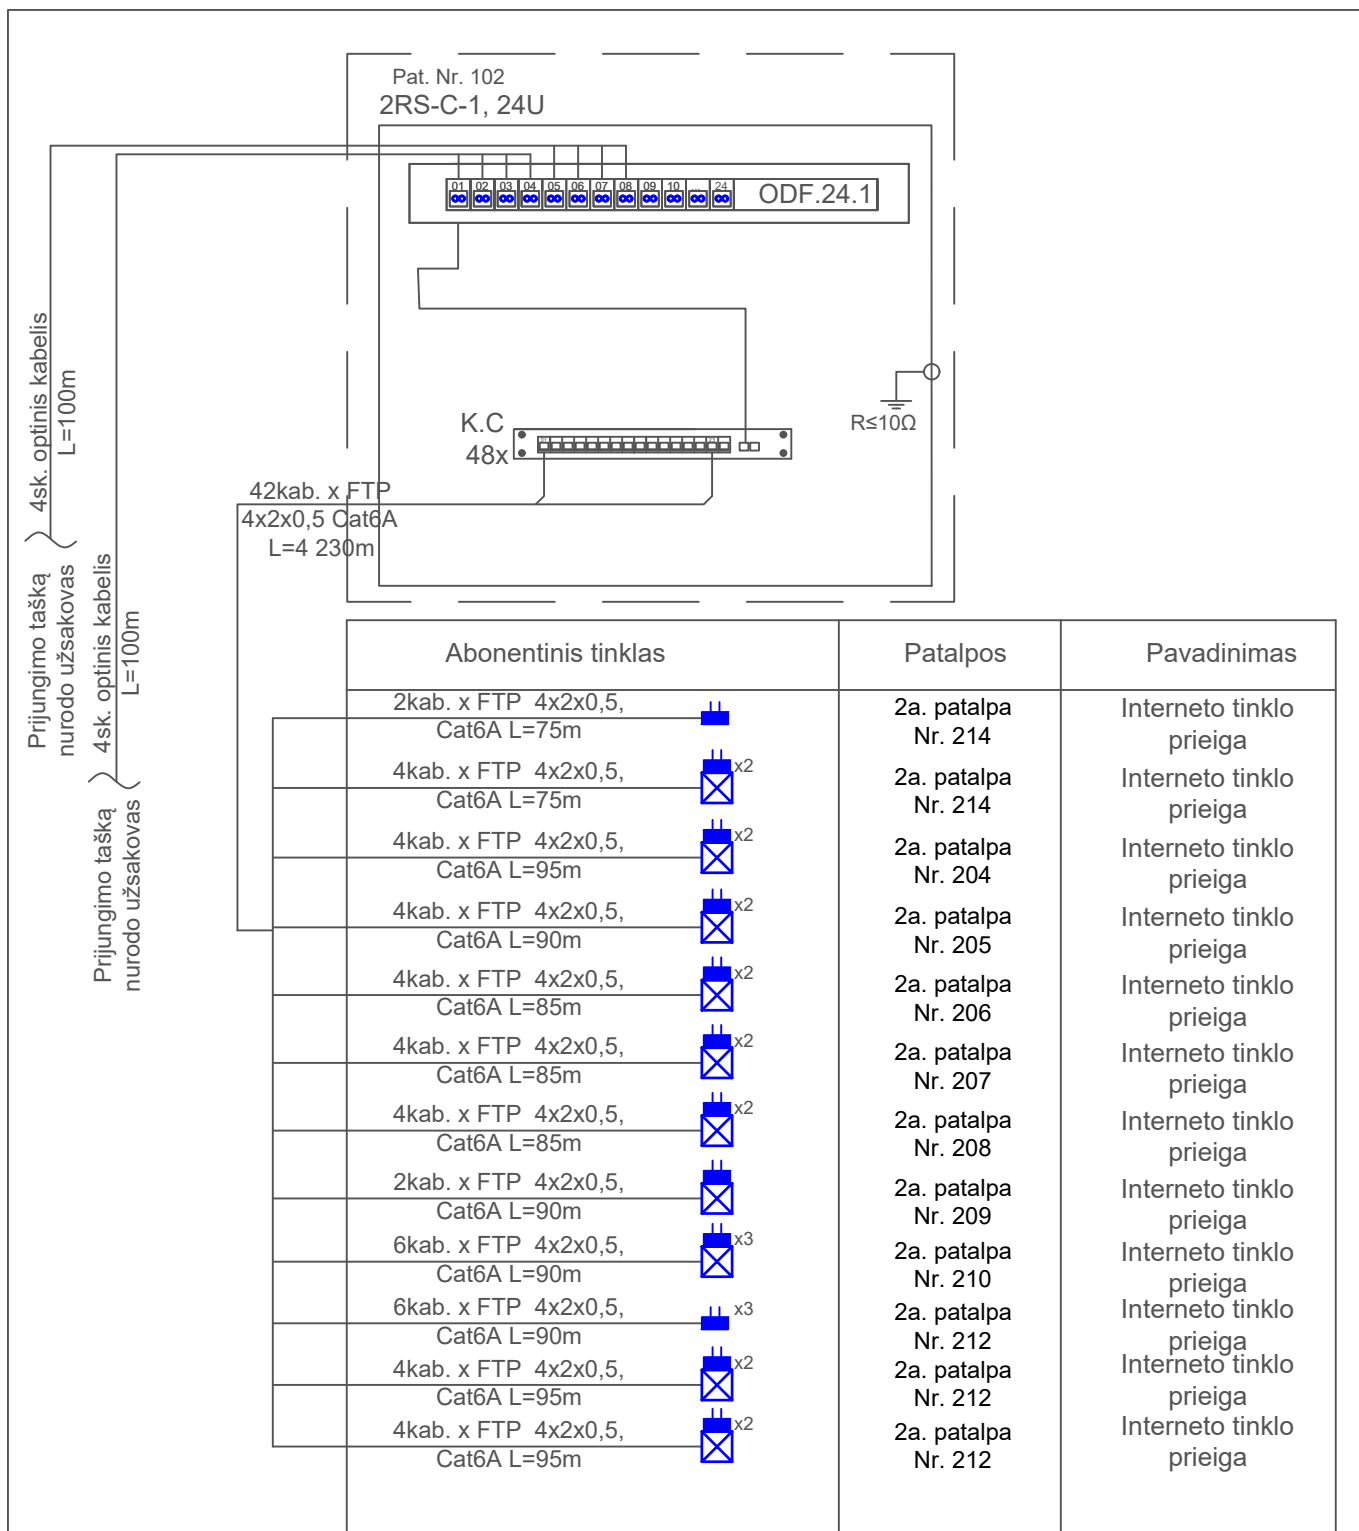 Pat. Nr. 102
2RS-C-1, 24U
01 02 03 04 05 06 07 08 09 10 ... 24
ODF.24.1
4sk. optinis kabelis
L=100m
Prijungimo tašką
nurodo užsakovas
4sk. optinis kabelis
L=100m
Prijungimo tašką
nurodo užsakovas
R≤10Ω
K.C
48x
42kab. x FTP
4x2x0,5 Cat6A
L=4 230m
Abonentinis tinklas Patalpos Pavadinimas
2kab. x FTP 4x2x0,5, 2a. patalpa Interneto tinklo
Cat6A L=75m Nr. 214 prieiga
4kab. x FTP 4x2x0,5, x2 2a. patalpa Interneto tinklo
Cat6A L=75m Nr. 214 prieiga
4kab. x FTP 4x2x0,5, x2 2a. patalpa Interneto tinklo
Cat6A L=95m Nr. 204 prieiga
4kab. x FTP 4x2x0,5, x2 2a. patalpa Interneto tinklo
Cat6A L=90m Nr. 205 prieiga
4kab. x FTP 4x2x0,5, x2 2a. patalpa Interneto tinklo
Cat6A L=85m Nr. 206 prieiga
4kab. x FTP 4x2x0,5, x2 2a. patalpa Interneto tinklo
Cat6A L=85m Nr. 207 prieiga
4kab. x FTP 4x2x0,5, x2 2a. patalpa Interneto tinklo
Cat6A L=85m Nr. 208 prieiga
2kab. x FTP 4x2x0,5, 2a. patalpa Interneto tinklo
Cat6A L=90m Nr. 209 prieiga
6kab. x FTP 4x2x0,5, x3 2a. patalpa Interneto tinklo
Cat6A L=90m Nr. 210 prieiga
6kab. x FTP 4x2x0,5, x3 2a. patalpa Interneto tinklo
Cat6A L=90m Nr. 212 prieiga
4kab. x FTP 4x2x0,5, x2 2a. patalpa Interneto tinklo
Cat6A L=95m Nr. 212 prieiga
4kab. x FTP 4x2x0,5, x2 2a. patalpa Interneto tinklo
Cat6A L=95m Nr. 212 prieiga